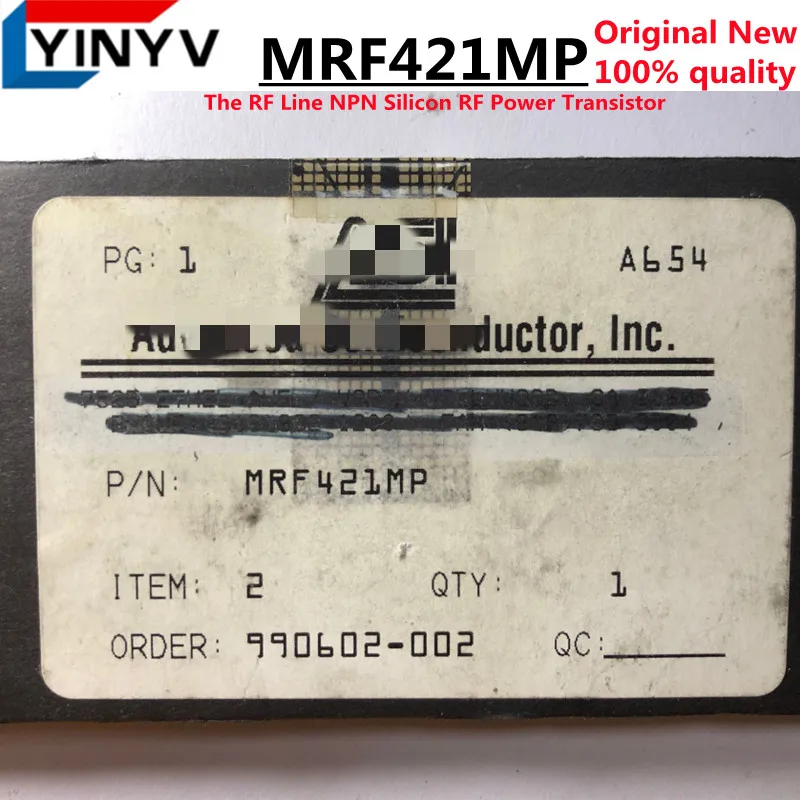 YINYV
MRF421MP
Original New
100% quality
The RF Line NPN Silicon RF Power Transistor
PG: 1
A654
Inc.
P/N: MRF421MP
ITEM: 2 QTY: 1
ORDER: 990602-002 QC: